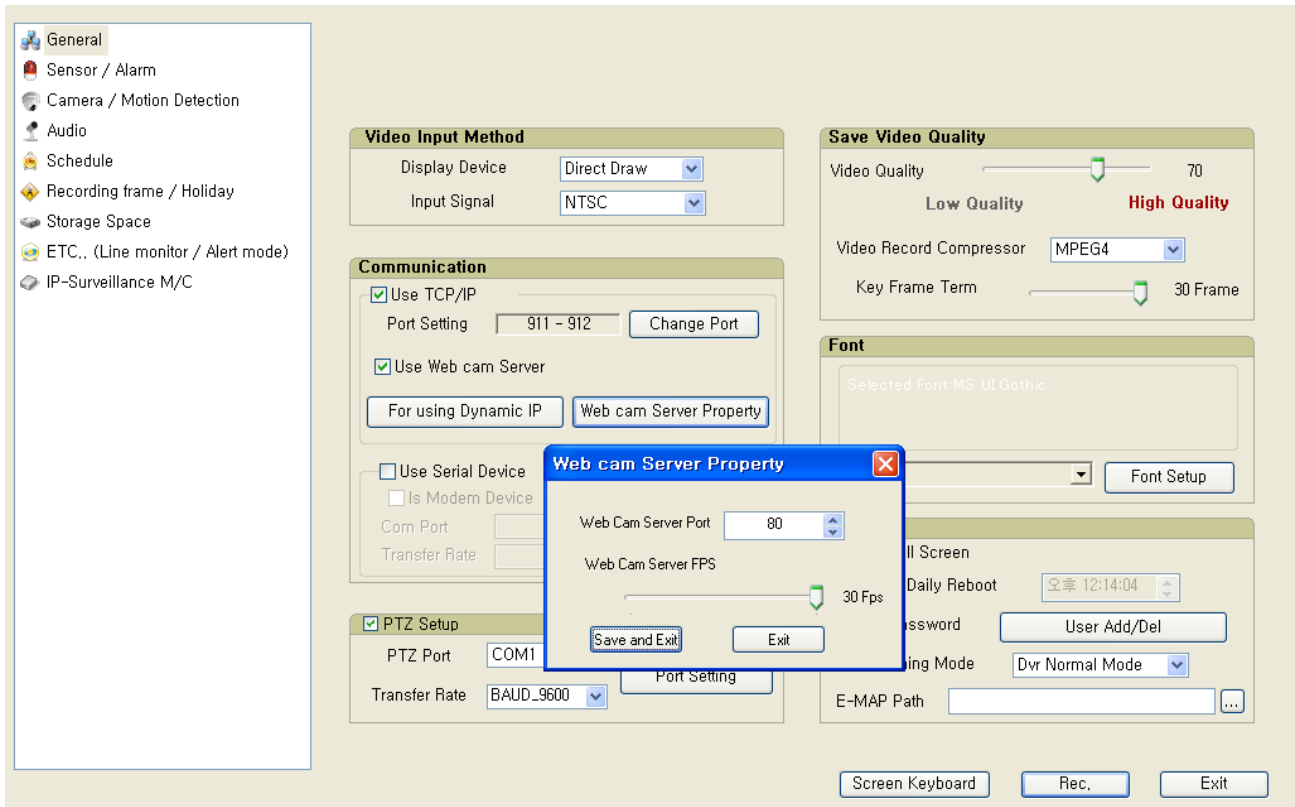 General
Sensor / Alarm
Camera / Motion Detection
Audio
Schedule
Recording frame / Holiday
Storage Space
ETC,, (Line monitor / Alert mode)
IP-Surveillance M/C
Video Input Method
Display Device Direct Draw
Input Signal NTSC
Communication
Use TCP/IP
Port Setting 911 - 912 Change Port
Use Web cam Server
For using Dynamic IP Web cam Server Property
Use Serial Device
Is Modem Device
Com Port
Transfer Rate
PTZ Setup
PTZ Port COM1
Port Setting
Transfer Rate BAUD_9600
Web cam Server Property
Web Cam Server Port 80
Web Cam Server FPS
30 Fps
Save and Exit Exit
Save Video Quality
Video Quality 70
Low Quality High Quality
Video Record Compressor MPEG4
Key Frame Term 30 Frame
Font
Selected Font:MS UI Gothic
Font Setup
ll Screen
Daily Reboot 오후 12:14:04
ssword User Add/Del
ing Mode Dvr Normal Mode
E-MAP Path ...
Screen Keyboard Rec, Exit